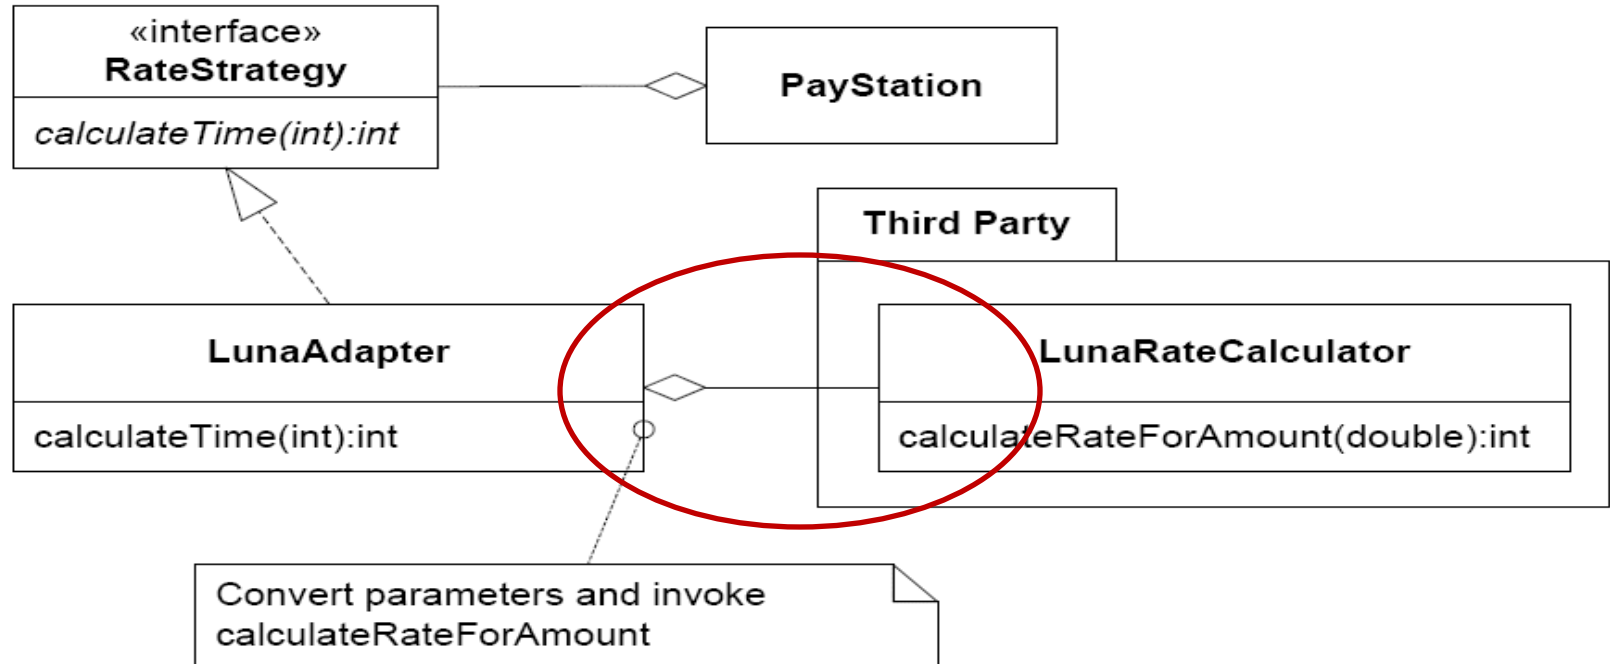 «interface»
RateStrategy
calculateTime(int):int
PayStation
Third Party
LunaAdapter
calculateTime(int):int
LunaRateCalculator
calculateRateForAmount(double):int
Convert parameters and invoke
calculateRateForAmount